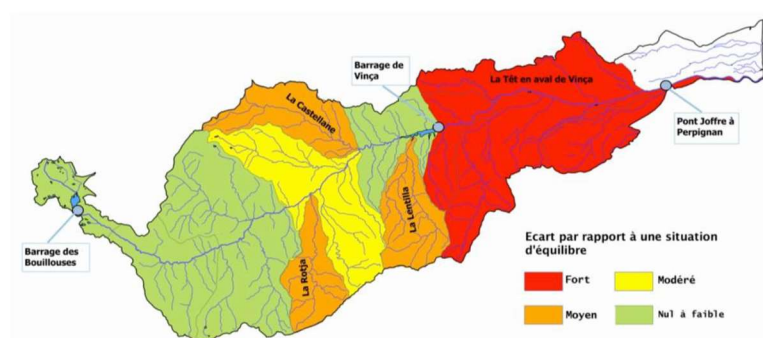 Barrage de
Vinça
La Têt en aval de Vinça
La Castellane
Pont Joffre à
Perpignan
La Lentilla
Barrage des
Bouillouses
La Rotja
Ecart par rapport à une situation
d'équilibre
Fort
Modéré
Moyen
Nul à faible